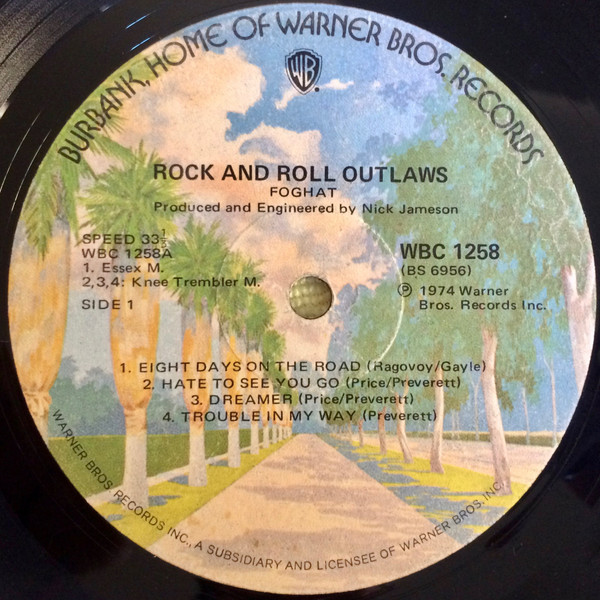 BURBANK, HOME OF WARNER BROS. RECORDS
WB
ROCK AND ROLL OUTLAWS
FOGHAT
Produced and Engineered by Nick Jameson
SPEED 33⅓
WBC 1258A
1. Essex M.
2,3,4: Knee Trembler M.
SIDE 1
WBC 1258
(BS 6956)
℗ 1974 Warner
Bros. Records Inc.
1. EIGHT DAYS ON THE ROAD (Ragovoy/Gayle)
2. HATE TO SEE YOU GO (Price/Preverett)
3. DREAMER (Price/Preverett)
4. TROUBLE IN MY WAY (Preverett)
WARNER BROS. RECORDS INC., A SUBSIDIARY AND LICENSEE OF WARNER BROS. INC.